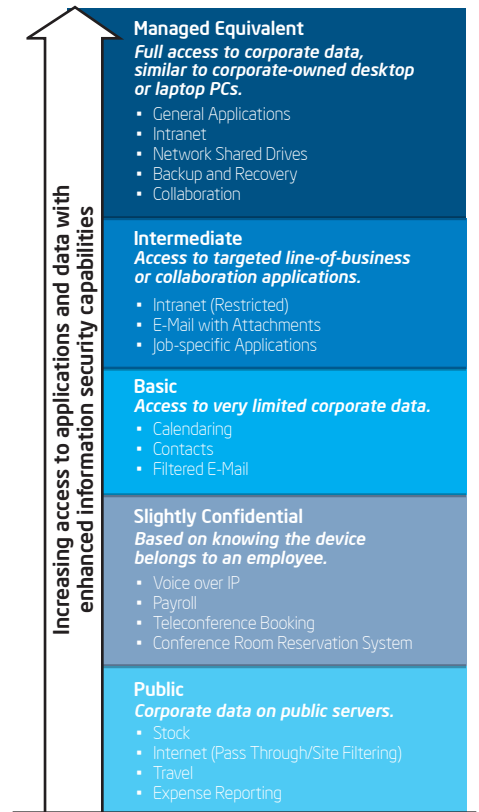 Increasing access to applications and data with
enhanced information security capabilities
Managed Equivalent
Full access to corporate data,
similar to corporate-owned desktop
or laptop PCs.
▪ General Applications
▪ Intranet
▪ Network Shared Drives
▪ Backup and Recovery
▪ Collaboration
Intermediate
Access to targeted line-of-business
or collaboration applications.
▪ Intranet (Restricted)
▪ E-Mail with Attachments
▪ Job-specific Applications
Basic
Access to very limited corporate data.
▪ Calendaring
▪ Contacts
▪ Filtered E-Mail
Slightly Confidential
Based on knowing the device
belongs to an employee.
▪ Voice over IP
▪ Payroll
▪ Teleconference Booking
▪ Conference Room Reservation System
Public
Corporate data on public servers.
▪ Stock
▪ Internet (Pass Through/Site Filtering)
▪ Travel
▪ Expense Reporting